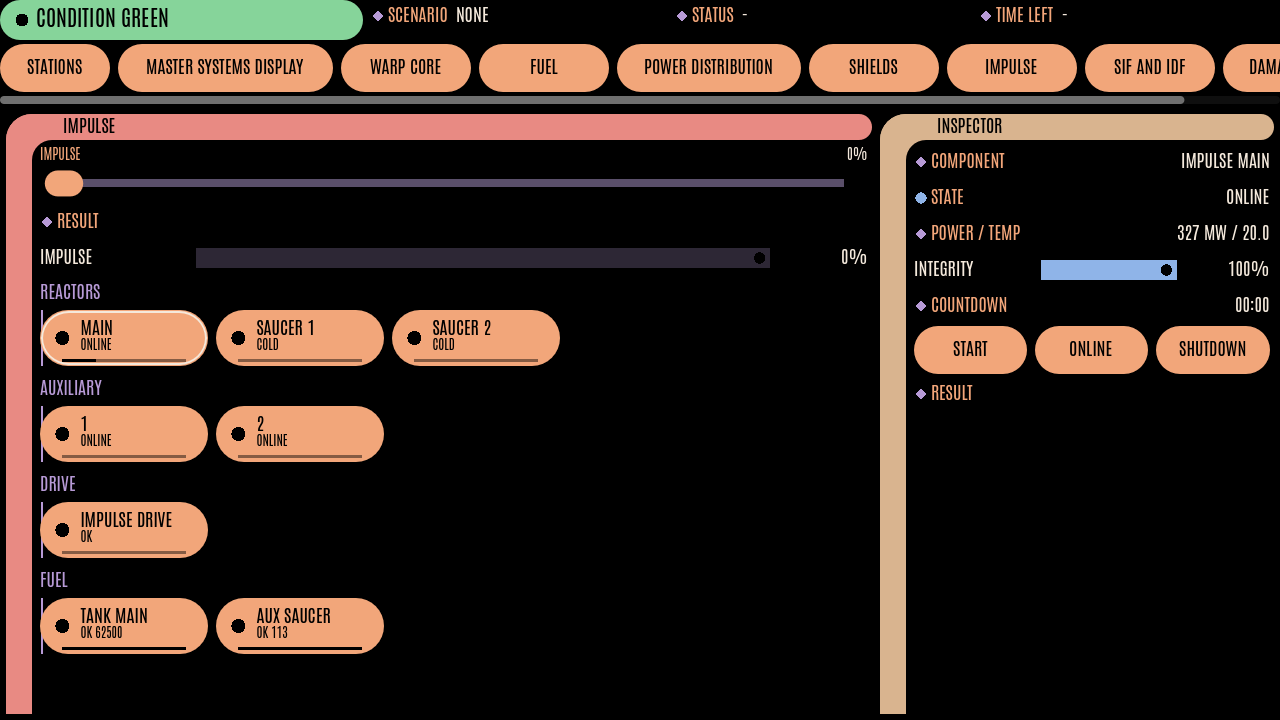 CONDITION GREEN
SCENARIO NONE
STATUS -
TIME LEFT -
STATIONS
MASTER SYSTEMS DISPLAY
WARP CORE
FUEL
POWER DISTRIBUTION
SHIELDS
IMPULSE
SIF AND IDF
IMPULSE
IMPULSE 0%
RESULT
IMPULSE 0%
REACTORS
MAIN
ONLINE
SAUCER 1
COLD
SAUCER 2
COLD
AUXILIARY
1
ONLINE
2
ONLINE
DRIVE
IMPULSE DRIVE
OK
FUEL
TANK MAIN
OK 62500
AUX SAUCER
OK 113
INSPECTOR
COMPONENT IMPULSE MAIN
STATE ONLINE
POWER / TEMP 327 MW / 20.0
INTEGRITY 100%
COUNTDOWN 00:00
START
ONLINE
SHUTDOWN
RESULT